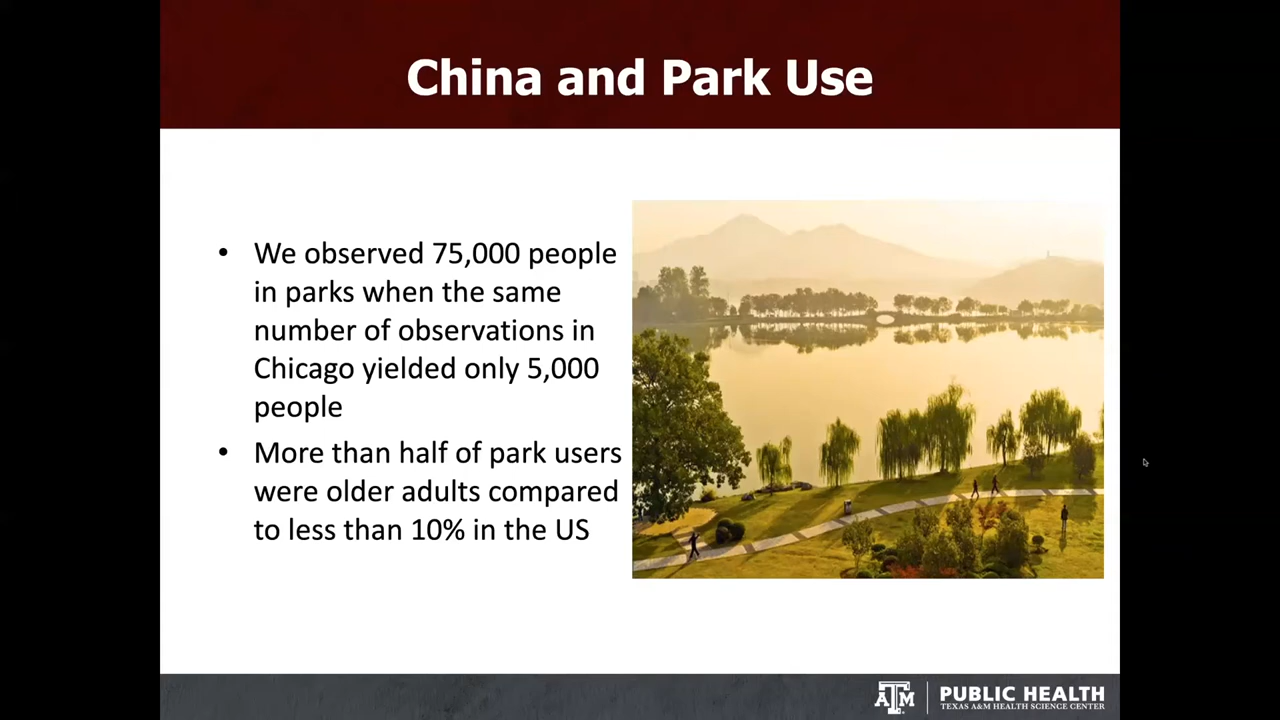 China and Park Use
• We observed 75,000 people
in parks when the same
number of observations in
Chicago yielded only 5,000
people
• More than half of park users
were older adults compared
to less than 10% in the US
ATM
PUBLIC HEALTH
TEXAS A&M HEALTH SCIENCE CENTER